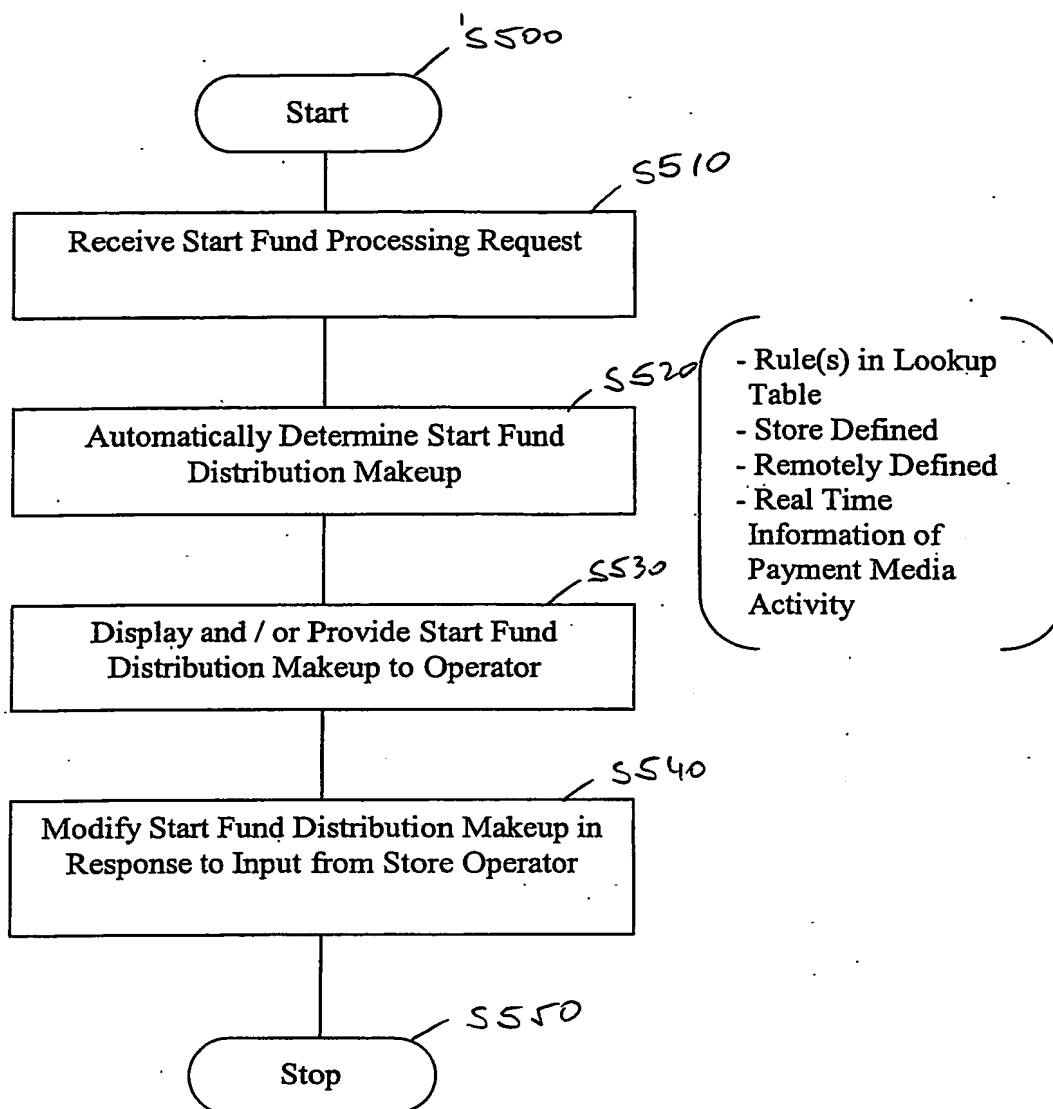 S500
Start
S510
Receive Start Fund Processing Request
S520
Automatically Determine Start Fund
Distribution Makeup
- Rule(s) in Lookup
Table
- Store Defined
- Remotely Defined
- Real Time
Information of
Payment Media
Activity
S530
Display and / or Provide Start Fund
Distribution Makeup to Operator
S540
Modify Start Fund Distribution Makeup in
Response to Input from Store Operator
S550
Stop